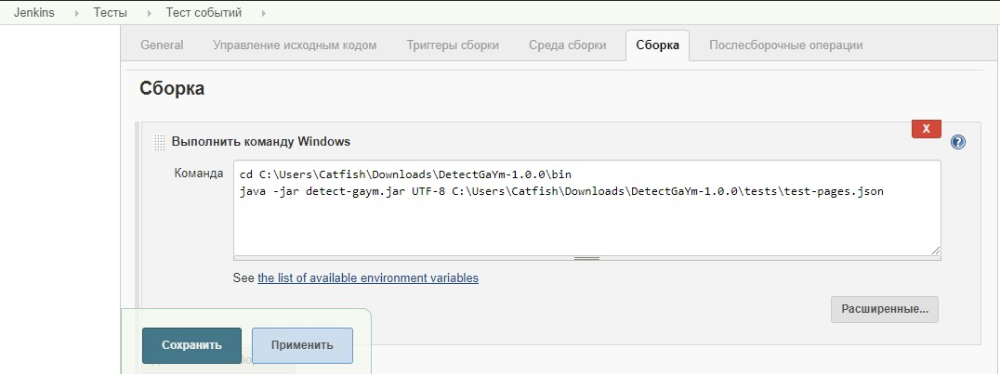 Jenkins Тесты Тест событий
General Управление исходным кодом Триггеры сборки Среда сборки Сборка Послесборочные операции
Сборка
X
Выполнить команду Windows
?
Команда
cd C:\Users\Catfish\Downloads\DetectGaYm-1.0.0\bin
java -jar detect-gaym.jar UTF-8 C:\Users\Catfish\Downloads\DetectGaYm-1.0.0\tests\test-pages.json
See the list of available environment variables
Расширенные...
Сохранить Применить